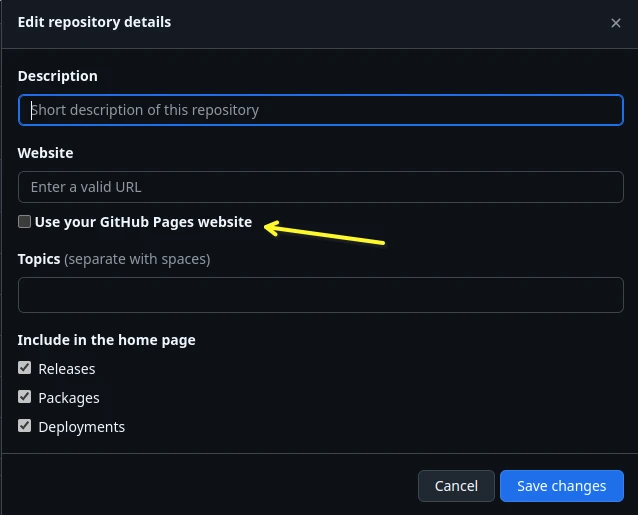 Edit repository details
Description
Short description of this repository
Website
Enter a valid URL
Use your GitHub Pages website
Topics (separate with spaces)
Include in the home page
Releases
Packages
Deployments
Cancel Save changes